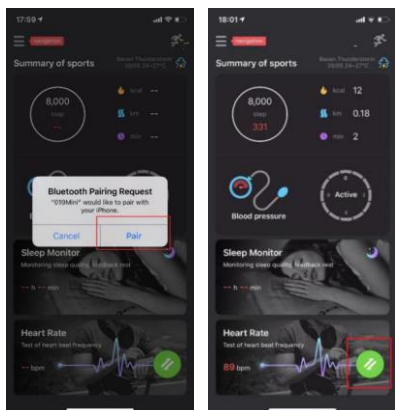 17:59
navigation
Summary of sports
8,000
step
--
kcal --
km --
min --
Bluetooth Pairing Request
"019Mini" would like to pair with
your iPhone.
Cancel
Pair
Sleep Monitor
Monitoring sleep quality, feedback rest
-- h -- min
Heart Rate
Test of heart beat frequency
-- bpm
18:01
navigation
Summary of sports
8,000
step
331
kcal 12
km 0.18
min 2
Blood pressure
Active
Sleep Monitor
Monitoring sleep quality, feedback rest
-- h -- min
Heart Rate
Test of heart beat frequency
89 bpm